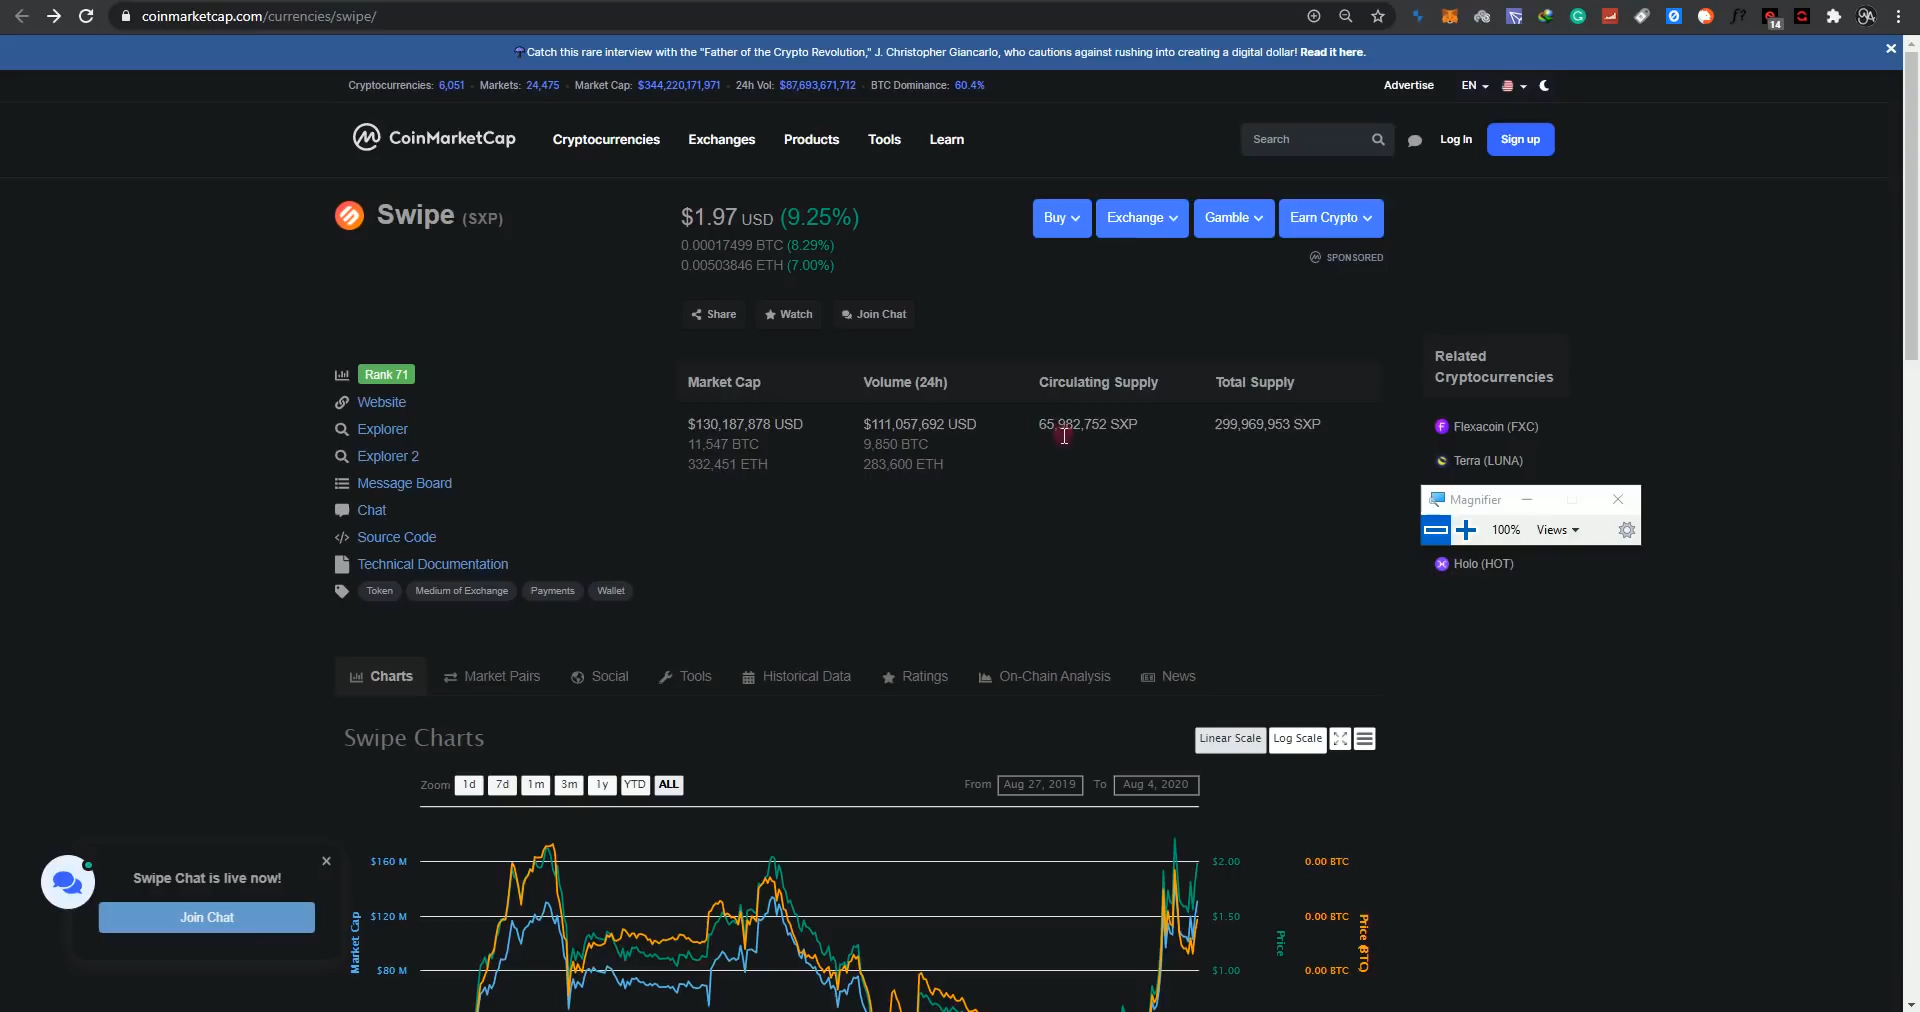 coinmarketcap.com/currencies/swipe/
14
Catch this rare interview with the "Father of the Crypto Revolution," J. Christopher Giancarlo, who cautions against rushing into creating a digital dollar! Read it here.
Cryptocurrencies: 6,051 Markets: 24,475 Market Cap: $344,220,171,971 24h Vol: $87,693,671,712 BTC Dominance: 60.4%
Advertise EN
CoinMarketCap
Cryptocurrencies Exchanges Products Tools Learn
Search
Log In
Sign up
Swipe (SXP)
$1.97 USD (9.25%)
0.00017499 BTC (8.29%)
0.00503846 ETH (7.00%)
Buy Exchange Gamble Earn Crypto
SPONSORED
Share Watch Join Chat
Rank 71
Website
Explorer
Explorer 2
Message Board
Chat
Source Code
Technical Documentation
Token Medium of Exchange Payments Wallet
Market Cap Volume (24h) Circulating Supply Total Supply
$130,187,878 USD $111,057,692 USD 65,982,752 SXP 299,969,953 SXP
11,547 BTC 9,850 BTC
332,451 ETH 283,600 ETH
Related
Cryptocurrencies
Flexacoin (FXC)
Terra (LUNA)
Magnifier
100% Views
Holo (HOT)
Charts Market Pairs Social Tools Historical Data Ratings On-Chain Analysis News
Swipe Charts
Linear Scale Log Scale
Zoom 1d 7d 1m 3m 1y YTD ALL
From Aug 27, 2019 To Aug 4, 2020
$160 M $2.00 0.00 BTC
$120 M $1.50 0.00 BTC
$80 M $1.00 0.00 BTC
Market Cap
Price
Price (BTC)
Swipe Chat is live now!
Join Chat